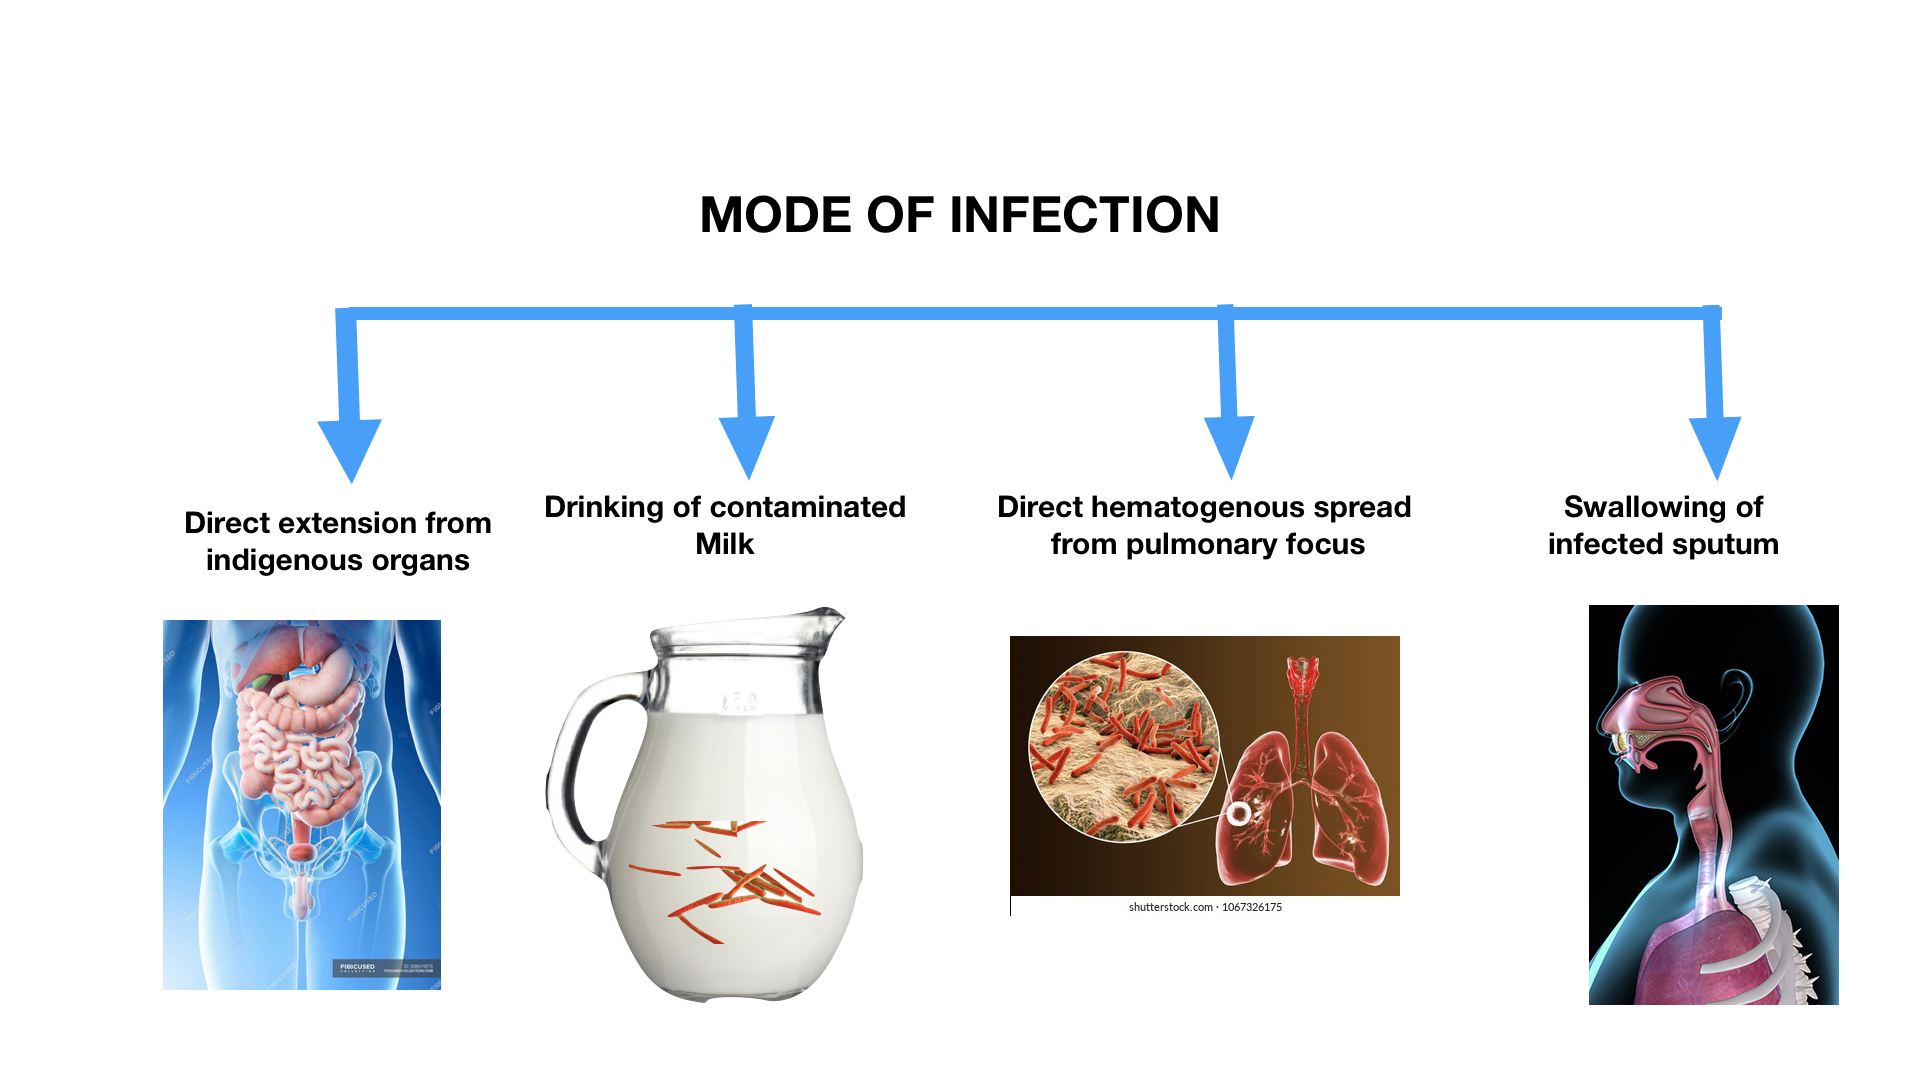 MODE OF INFECTION
Direct extension from
indigenous organs
Drinking of contaminated
Milk
Direct hematogenous spread
from pulmonary focus
Swallowing of
infected sputum
shutterstock.com · 1067326175